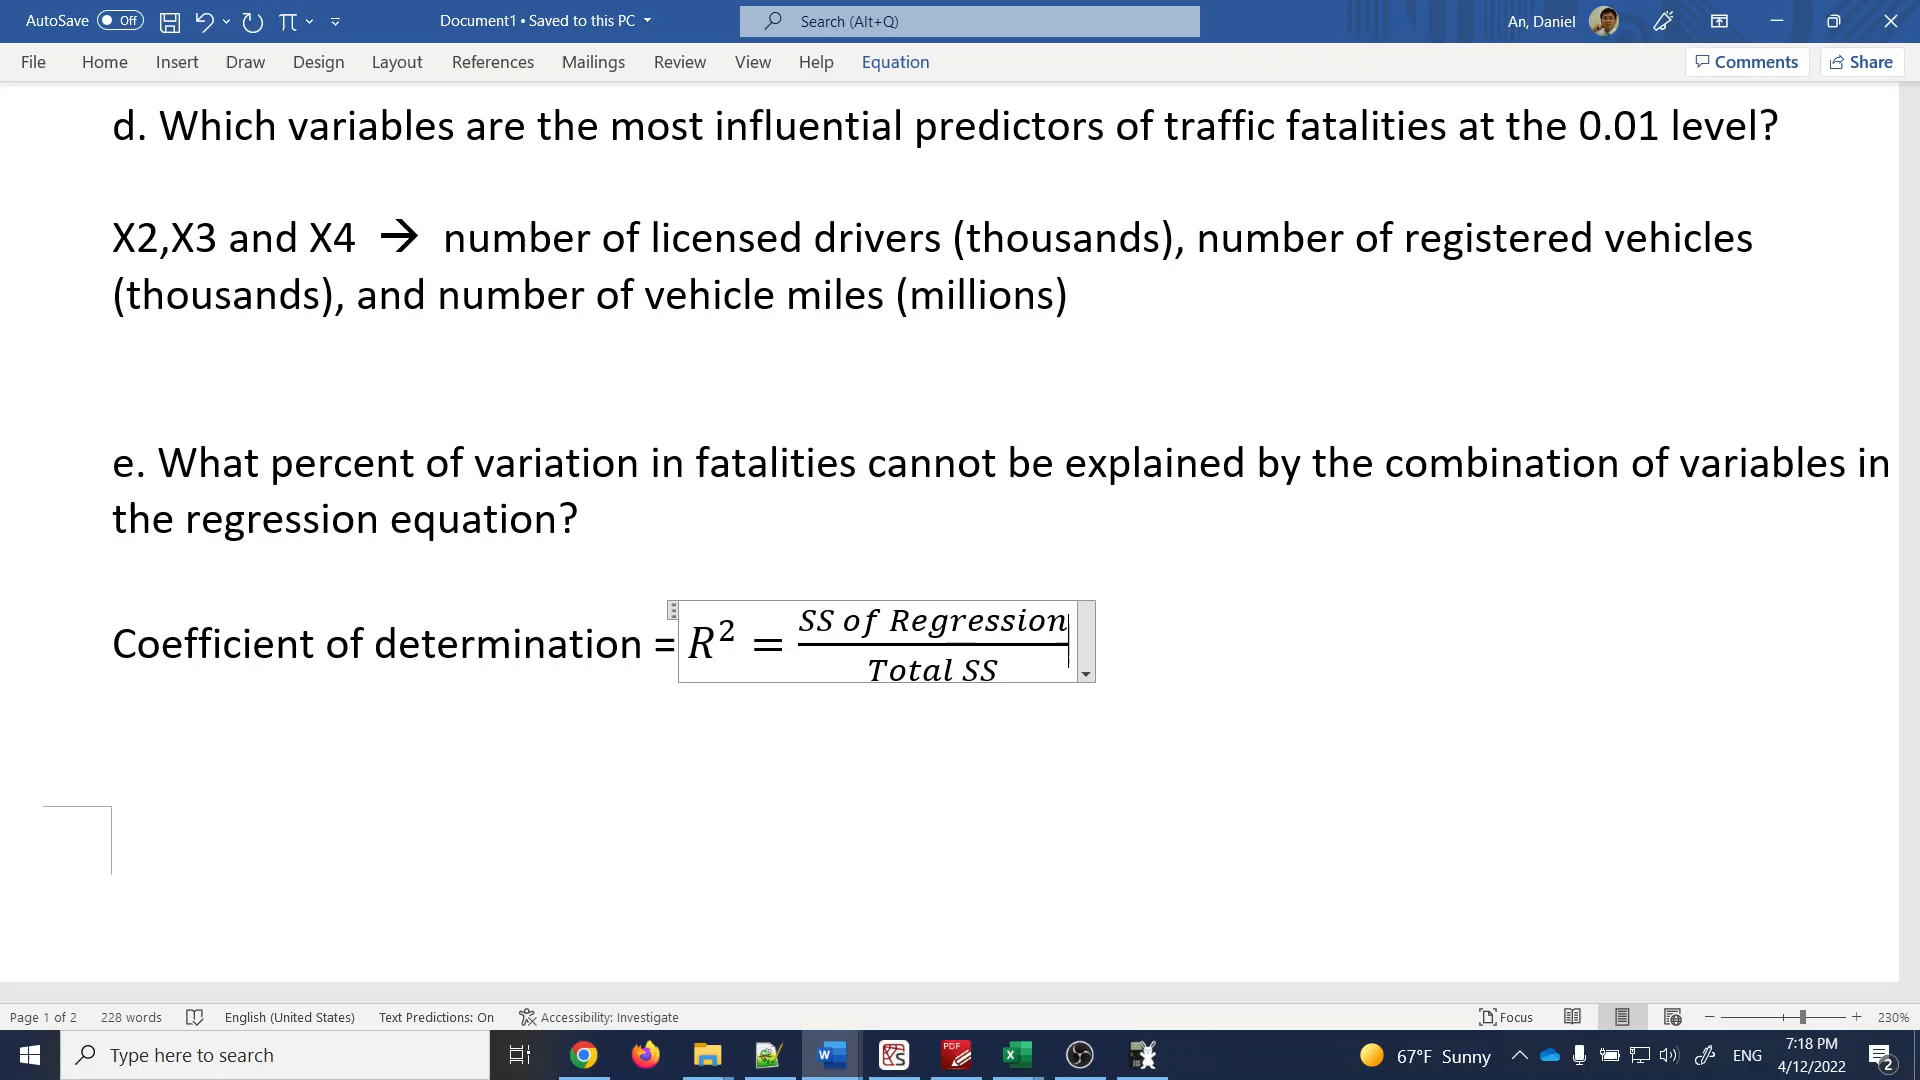 AutoSave Off Document1 • Saved to this PC Search (Alt+Q) An, Daniel
File Home Insert Draw Design Layout References Mailings Review View Help Equation Comments Share
d. Which variables are the most influential predictors of traffic fatalities at the 0.01 level?
X2,X3 and X4 → number of licensed drivers (thousands), number of registered vehicles
(thousands), and number of vehicle miles (millions)
e. What percent of variation in fatalities cannot be explained by the combination of variables in
the regression equation?
Coefficient of determination = R² = SS of Regression / Total SS
Page 1 of 2 228 words English (United States) Text Predictions: On Accessibility: Investigate Focus 230%
Type here to search 67°F Sunny ENG 7:18 PM
4/12/2022 2